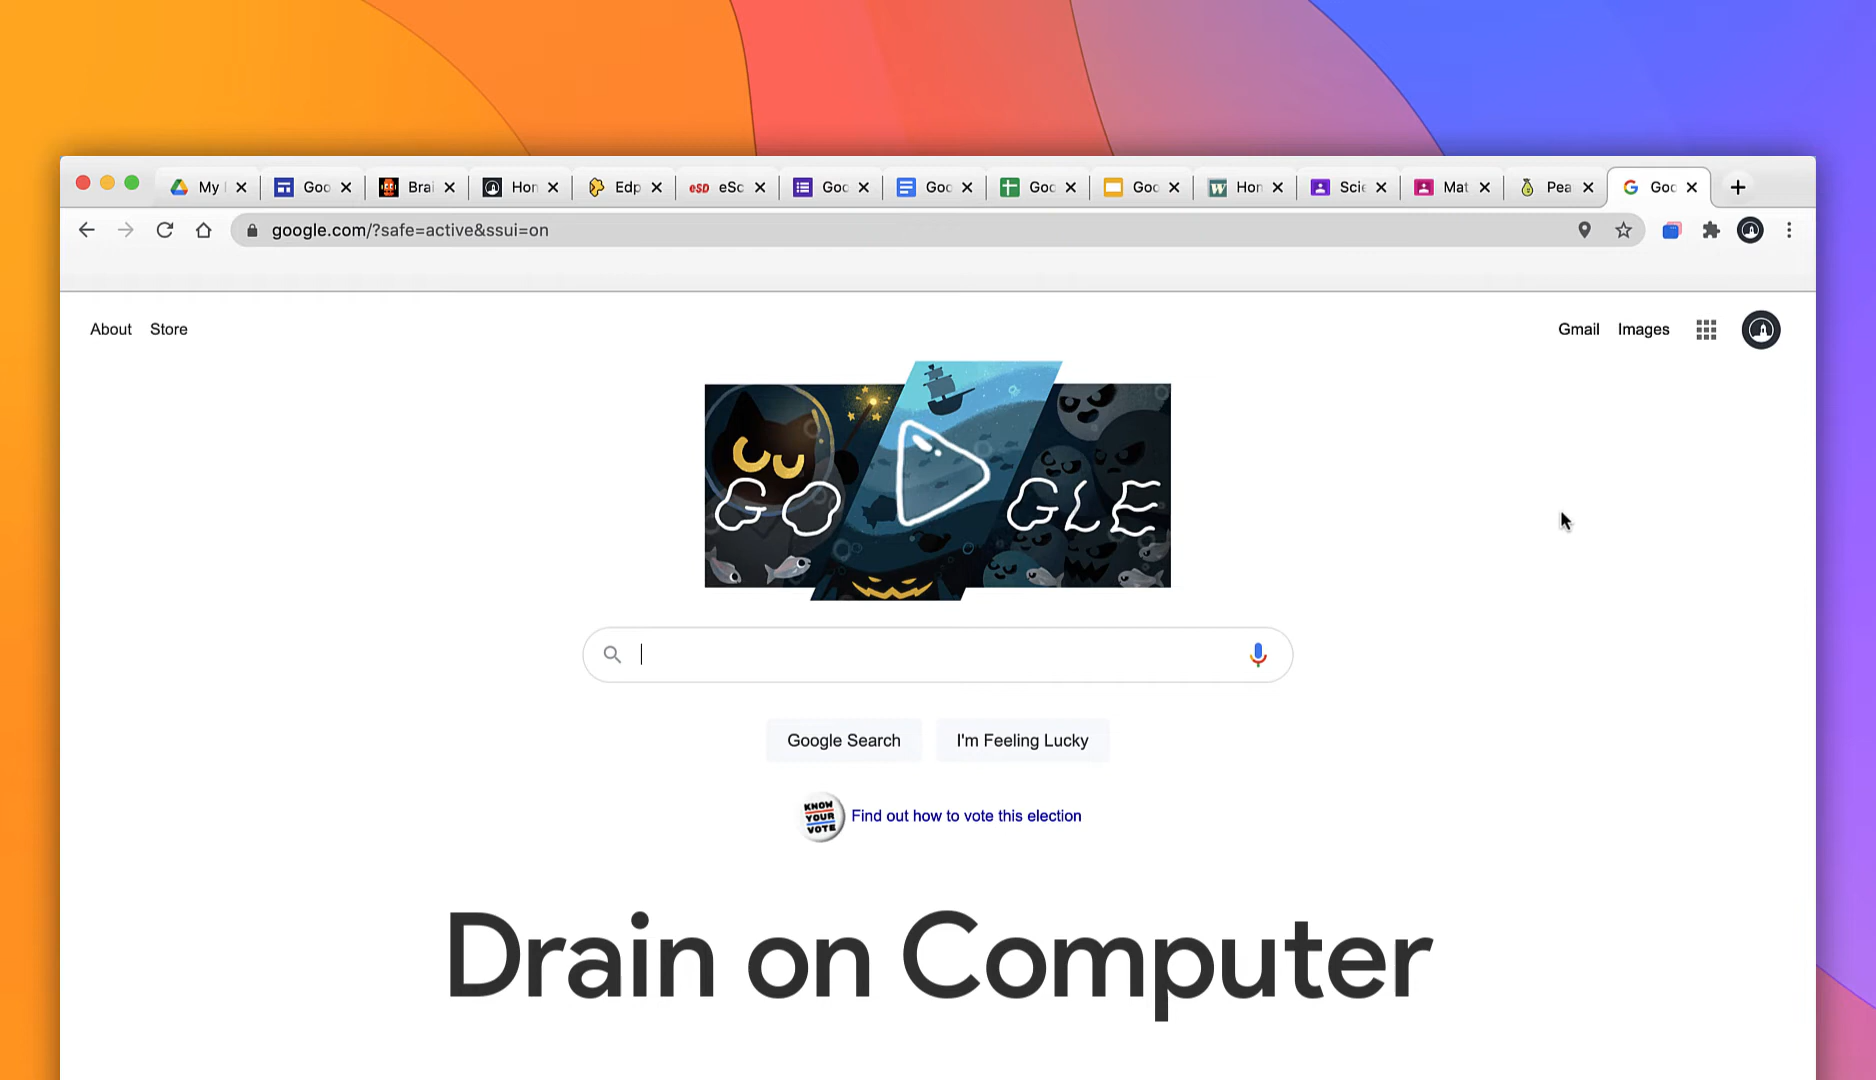 My Goo Brai Hon Edp eSD eSc Goo Goo Goo Goo W Hon Scie Mat Pea G Goo
google.com/?safe=active&ssui=on
About Store Gmail Images
GO GLE
Google Search I'm Feeling Lucky
KNOW
YOUR
VOTE
Find out how to vote this election
Drain on Computer